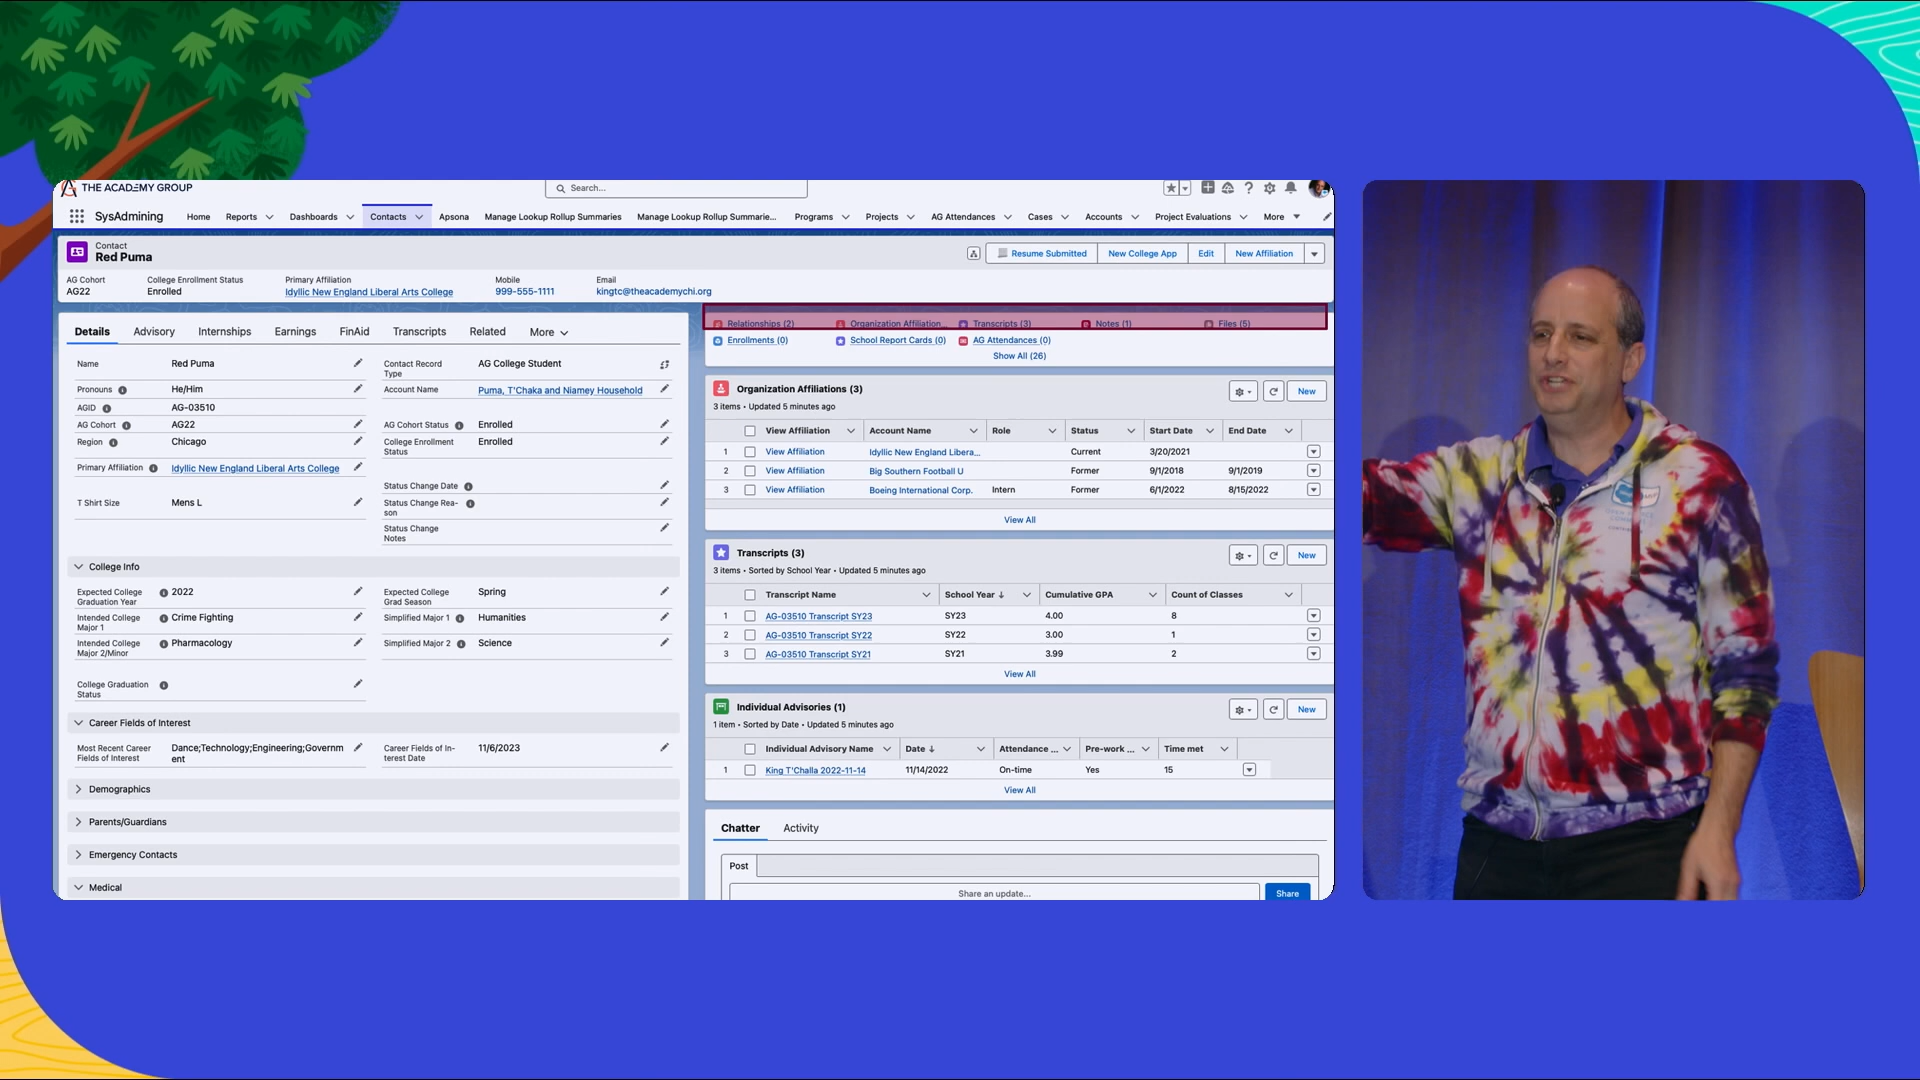 THE ACADEMY GROUP
Search...
SysAdmining Home Reports Dashboards Contacts Apsona Manage Lookup Rollup Summaries Manage Lookup Rollup Summarie... Programs Projects AG Attendances Cases Accounts Project Evaluations More
Contact
Red Puma
Resume Submitted New College App Edit New Affiliation
AG Cohort College Enrollment Status Primary Affiliation Mobile Email
AG22 Enrolled Idyllic New England Liberal Arts College 999-555-1111 kingtc@theacademychi.org
Details Advisory Internships Earnings FinAid Transcripts Related More
Name Red Puma
Contact Record Type AG College Student
Pronouns He/Him
Account Name Puma, T'Chaka and Niamey Household
AGID AG-03510
AG Cohort AG22
AG Cohort Status Enrolled
Region Chicago
College Enrollment Status Enrolled
Primary Affiliation Idyllic New England Liberal Arts College
Status Change Date
T Shirt Size Mens L
Status Change Rea-
son
Status Change
Notes
College Info
Expected College
Graduation Year 2022
Expected College
Grad Season Spring
Intended College
Major 1 Crime Fighting
Simplified Major 1 Humanities
Intended College
Major 2/Minor Pharmacology
Simplified Major 2 Science
College Graduation
Status
Career Fields of Interest
Most Recent Career
Fields of Interest Dance;Technology;Engineering;Governm
ent
Career Fields of In-
terest Date 11/6/2023
Demographics
Parents/Guardians
Emergency Contacts
Medical
Relationships (2) Organization Affiliation... Transcripts (3) Notes (1) Files (5)
Enrollments (0) School Report Cards (0) AG Attendances (0)
Show All (26)
Organization Affiliations (3)
New
3 items • Updated 5 minutes ago
View Affiliation Account Name Role Status Start Date End Date
1 View Affiliation Idyllic New England Libera... Current 3/20/2021
2 View Affiliation Big Southern Football U Former 9/1/2018 9/1/2019
3 View Affiliation Boeing International Corp. Intern Former 6/1/2022 8/15/2022
View All
Transcripts (3)
New
3 items • Sorted by School Year • Updated 5 minutes ago
Transcript Name School Year Cumulative GPA Count of Classes
1 AG-03510 Transcript SY23 SY23 4.00 8
2 AG-03510 Transcript SY22 SY22 3.00 1
3 AG-03510 Transcript SY21 SY21 3.99 2
View All
Individual Advisories (1)
New
1 item • Sorted by Date • Updated 5 minutes ago
Individual Advisory Name Date Attendance ... Pre-work ... Time met
1 King T'Challa 2022-11-14 11/14/2022 On-time Yes 15
View All
Chatter Activity
Post
Share an update...
Share